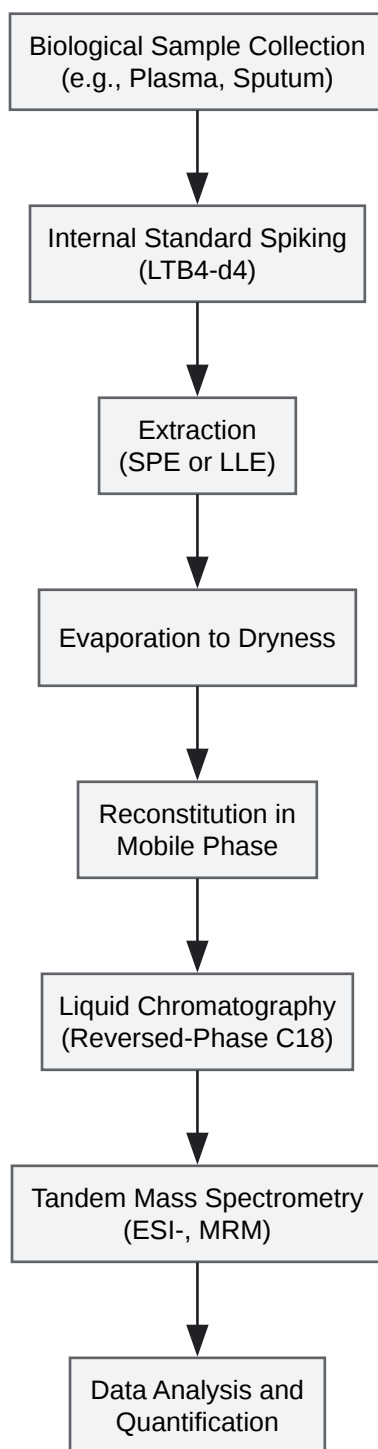 Biological Sample Collection
(e.g., Plasma, Sputum)
Internal Standard Spiking
(LTB4-d4)
Extraction
(SPE or LLE)
Evaporation to Dryness
Reconstitution in
Mobile Phase
Liquid Chromatography
(Reversed-Phase C18)
Tandem Mass Spectrometry
(ESI-, MRM)
Data Analysis and
Quantification